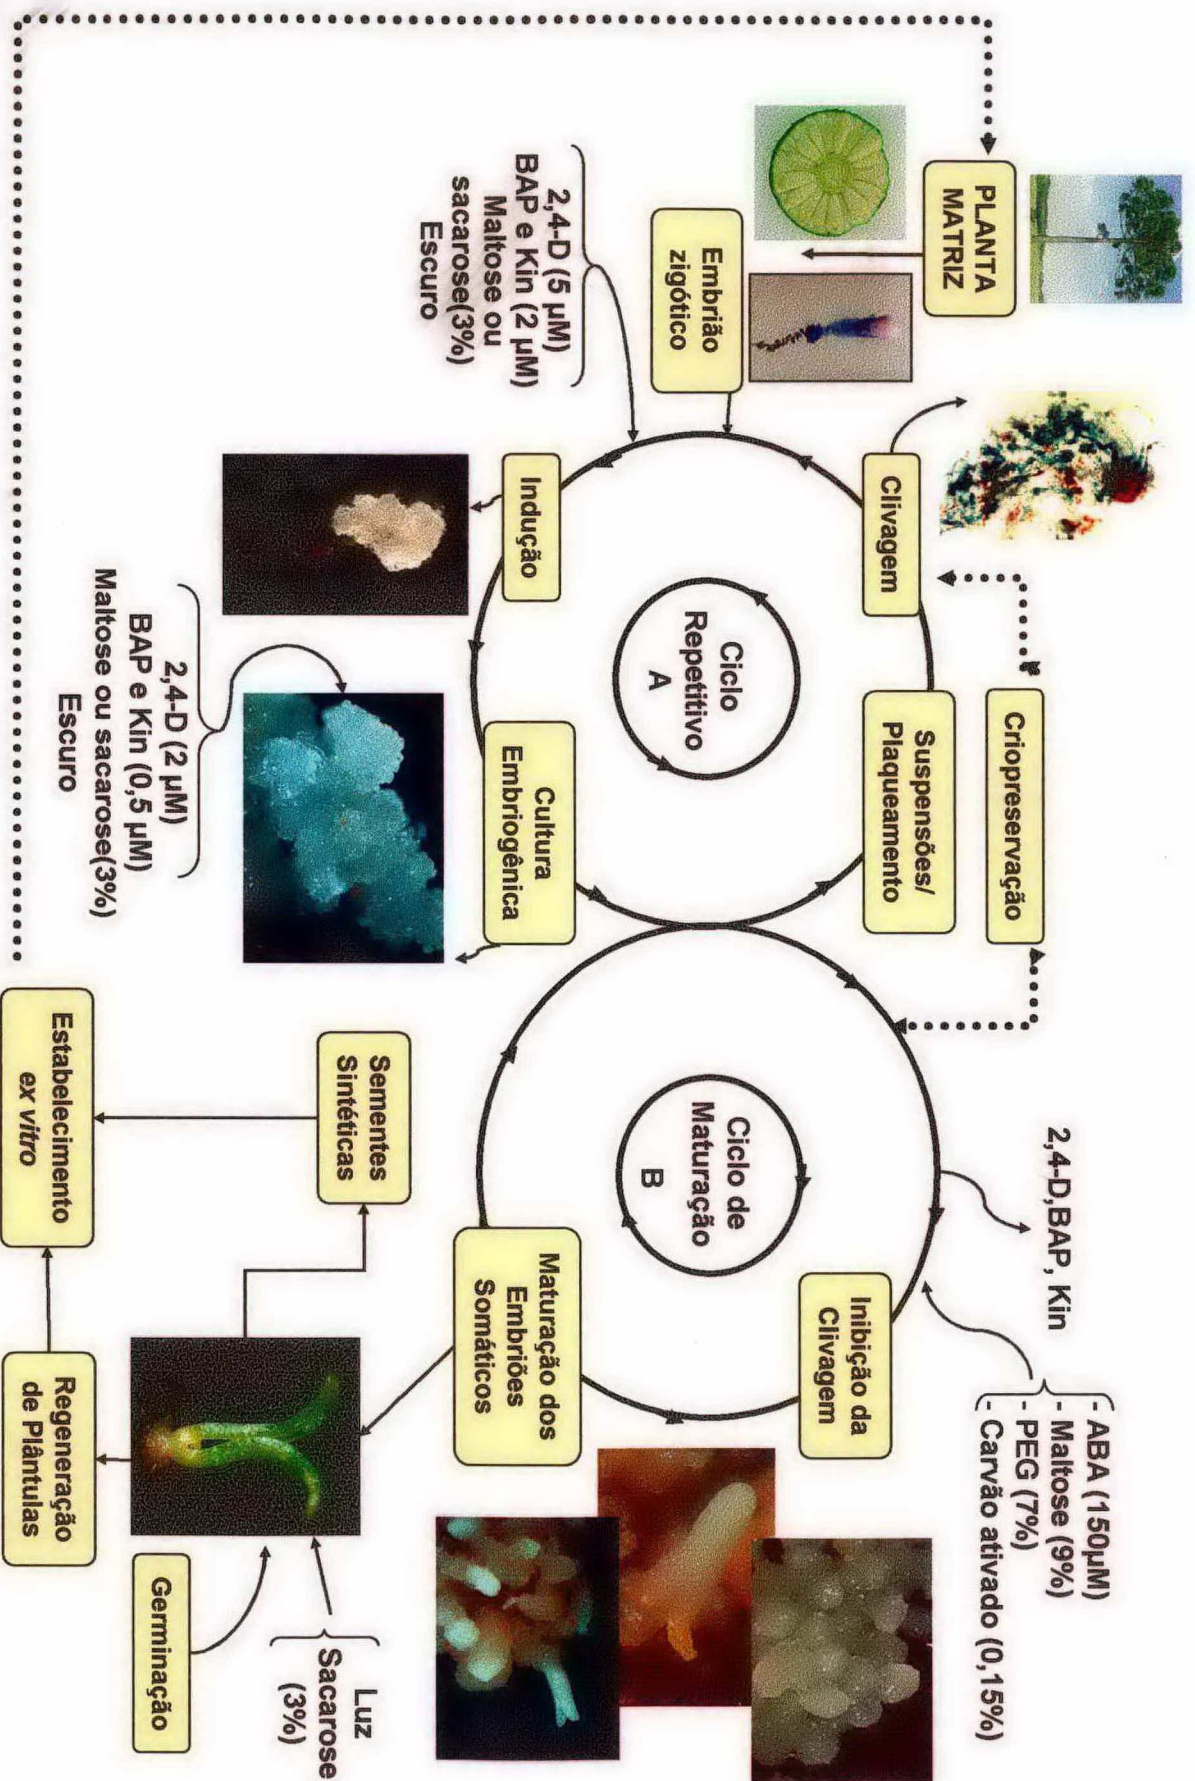 PLANTA
MATRIZ
Embrião
zigótico
2,4-D (5 µM)
BAP e Kin (2 µM)
Maltose ou
sacarose(3%)
Escuro
Clivagem
Indução
Ciclo
Repetitivo
A
Criopreservação
Suspensões/
Plaqueamento
Cultura
Embriogênica
2,4-D (2 µM)
BAP e Kin (0,5 µM)
Maltose ou sacarose(3%)
Escuro
2,4-D,BAP, Kin
- ABA (150µM)
- Maltose (9%)
- PEG (7%)
- Carvão ativado (0,15%)
Ciclo de
Maturação
B
Inibição da
Clivagem
Maturação dos
Embriões
Somáticos
Sementes
Sintéticas
Estabelecimento
ex vitro
Regeneração
de Plântulas
Germinação
Luz
Sacarose
(3%)